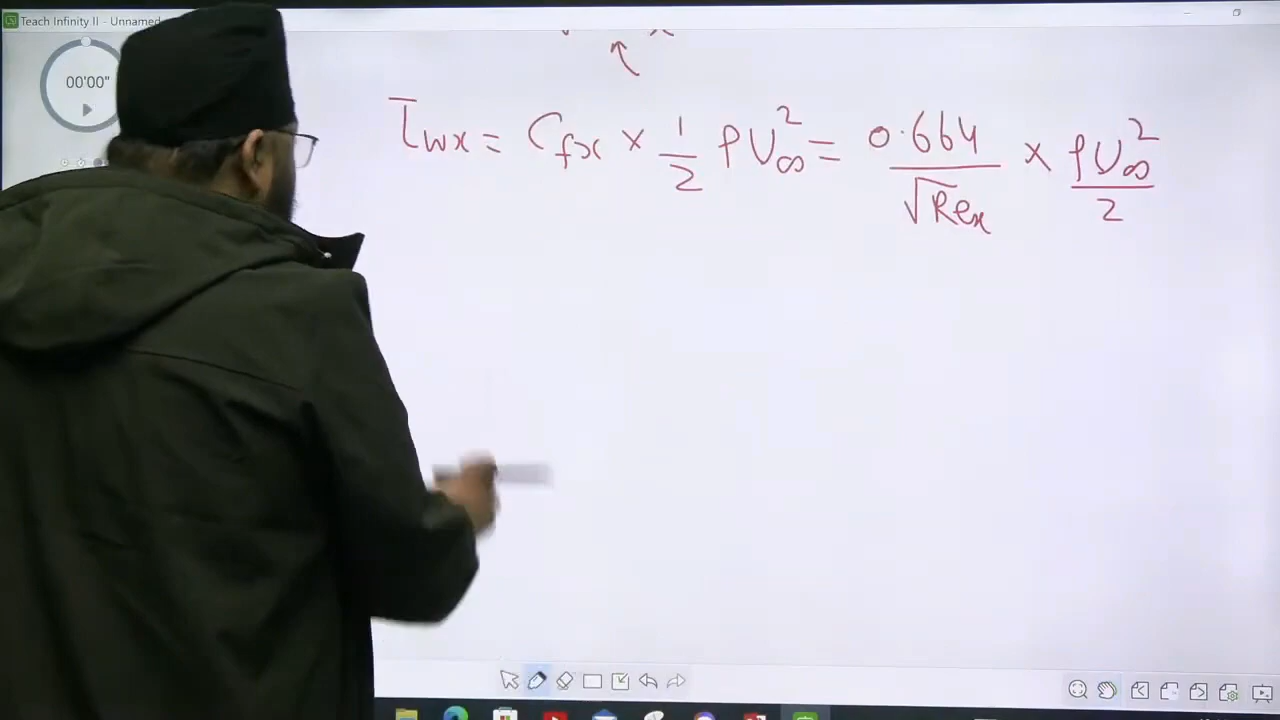 Teach Infinity II - Unnamed
00'00"
τwx = Cfx × 1/2 ρU∞² = 0.664/√Rex × ρU∞²/2